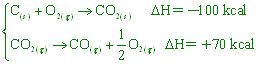 C₍ₛ₎ + O₂₍g₎ → CO₂₍ₛ₎ ΔH = −100 kcal
CO₂₍g₎ → CO₍g₎ + 1/2 O₂₍g₎ ΔH = +70 kcal